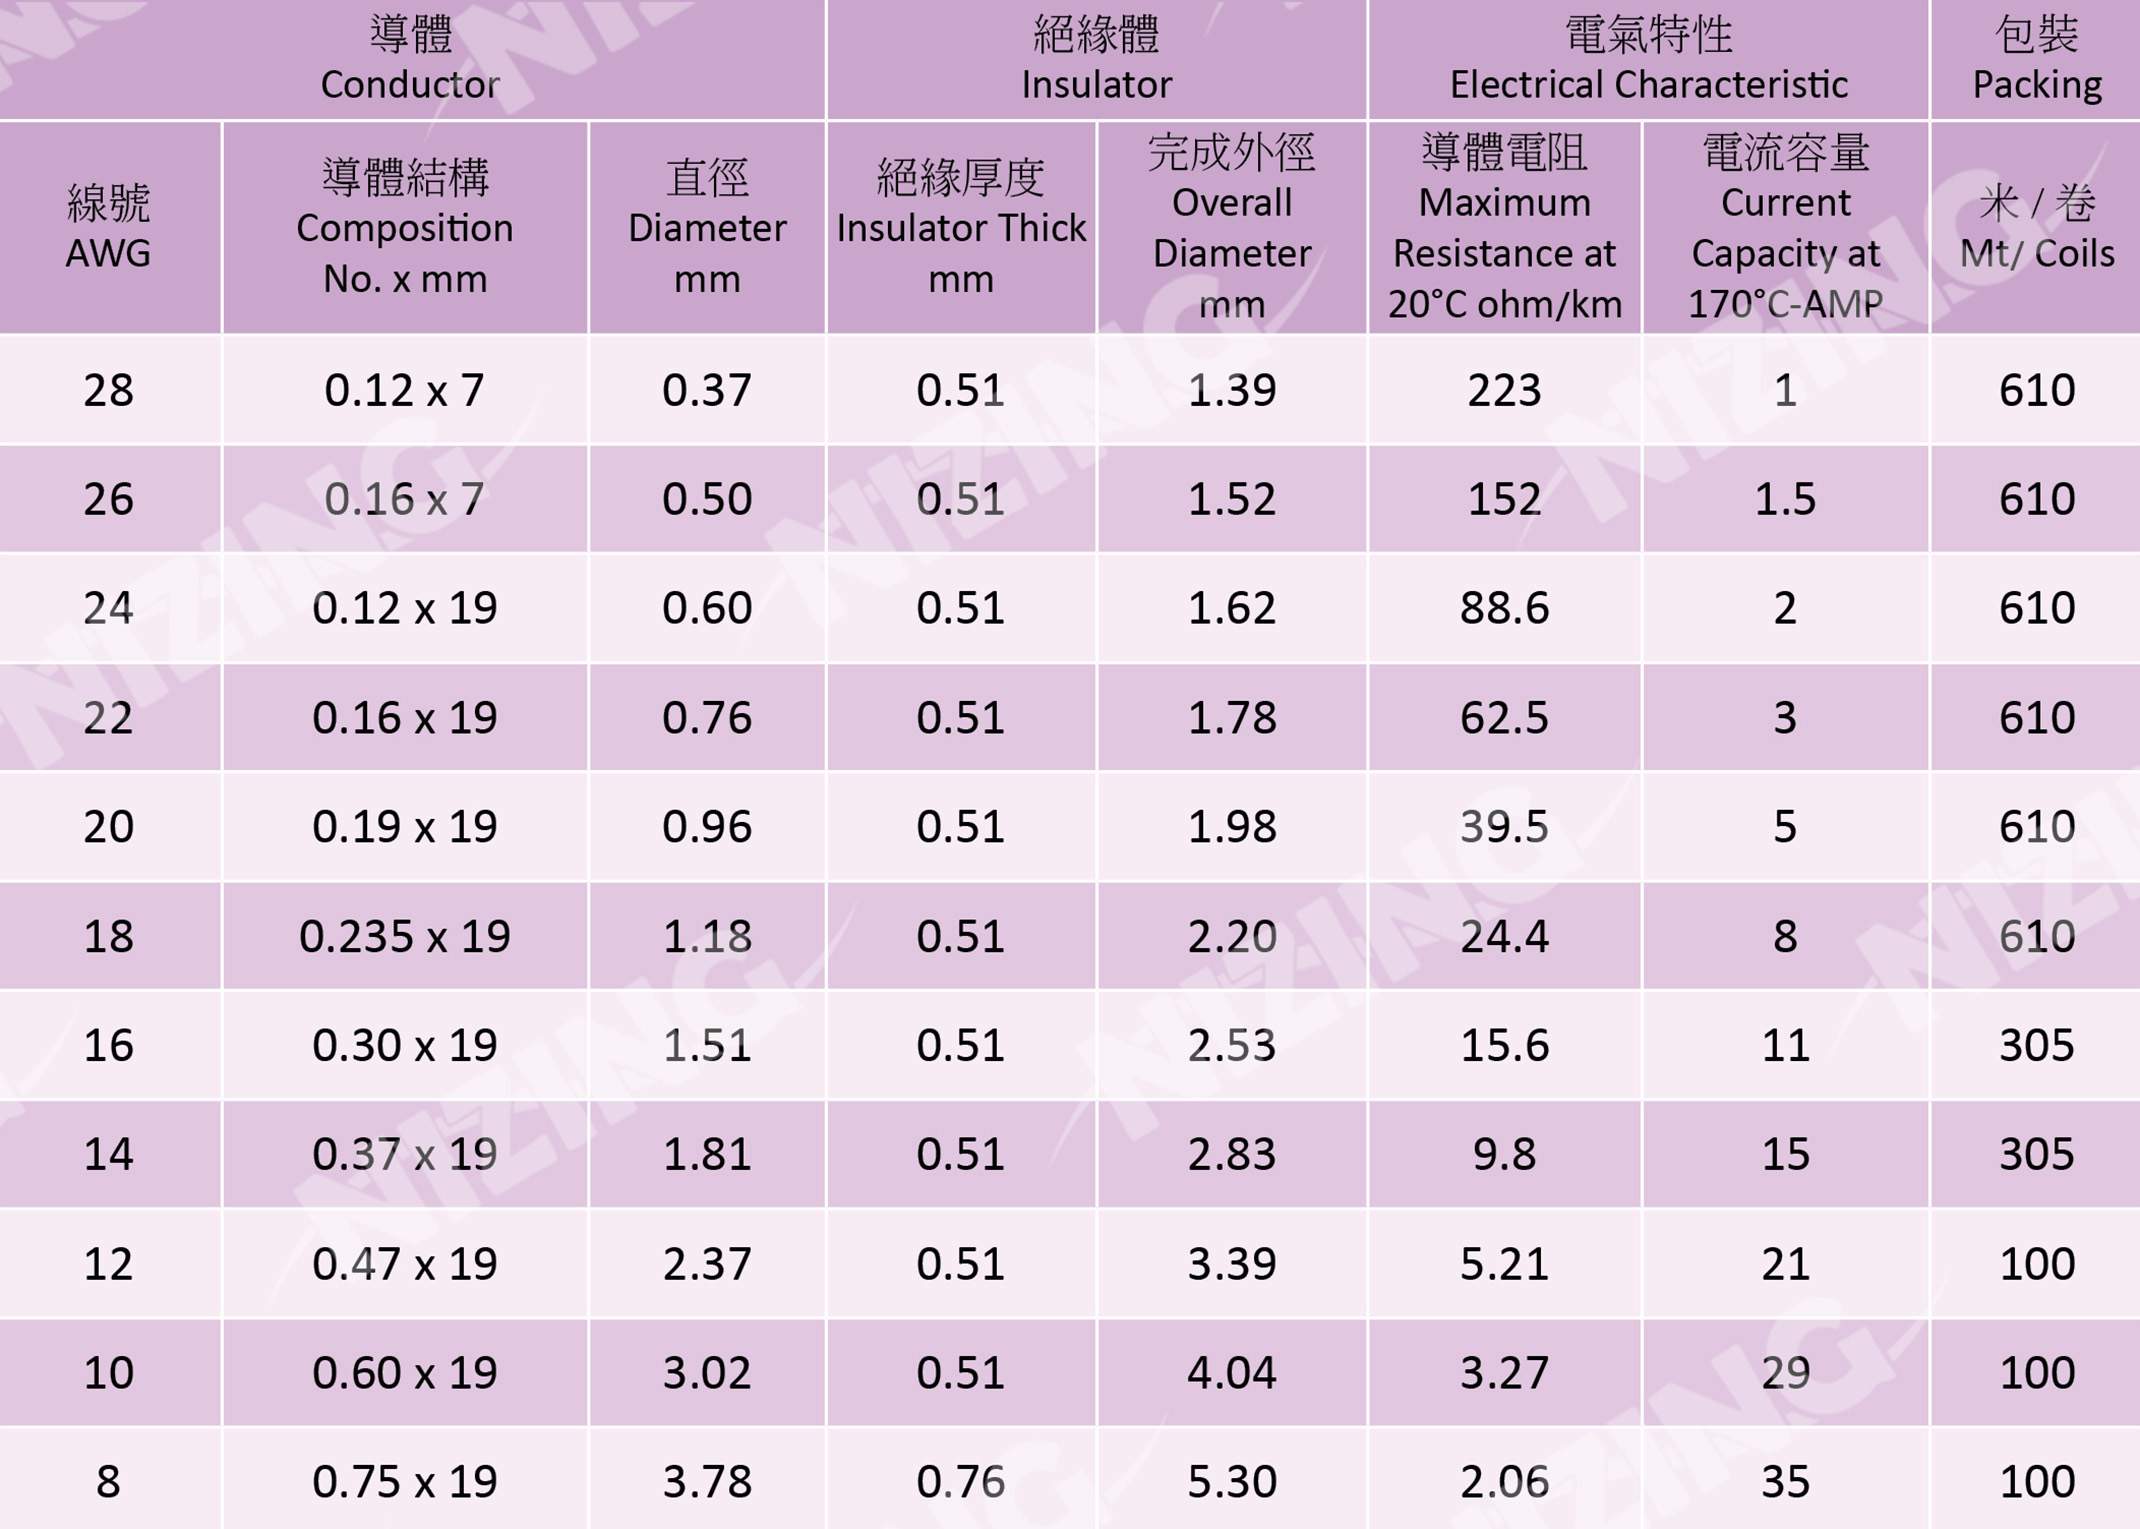 導體
Conductor
絕緣體
Insulator
電氣特性
Electrical Characteristic
包裝
Packing
線號
AWG
導體結構
Composition
No. x mm
直徑
Diameter
mm
絕緣厚度
Insulator Thick
mm
完成外徑
Overall
Diameter
mm
導體電阻
Maximum
Resistance at
20°C ohm/km
電流容量
Current
Capacity at
170°C-AMP
米 / 卷
Mt/ Coils
28 0.12 x 7 0.37 0.51 1.39 223 1 610
26 0.16 x 7 0.50 0.51 1.52 152 1.5 610
24 0.12 x 19 0.60 0.51 1.62 88.6 2 610
22 0.16 x 19 0.76 0.51 1.78 62.5 3 610
20 0.19 x 19 0.96 0.51 1.98 39.5 5 610
18 0.235 x 19 1.18 0.51 2.20 24.4 8 610
16 0.30 x 19 1.51 0.51 2.53 15.6 11 305
14 0.37 x 19 1.81 0.51 2.83 9.8 15 305
12 0.47 x 19 2.37 0.51 3.39 5.21 21 100
10 0.60 x 19 3.02 0.51 4.04 3.27 29 100
8 0.75 x 19 3.78 0.76 5.30 2.06 35 100
NIZING
NIZING
NIZING
NIZING
NIZING
NIZING
NIZING
NIZING